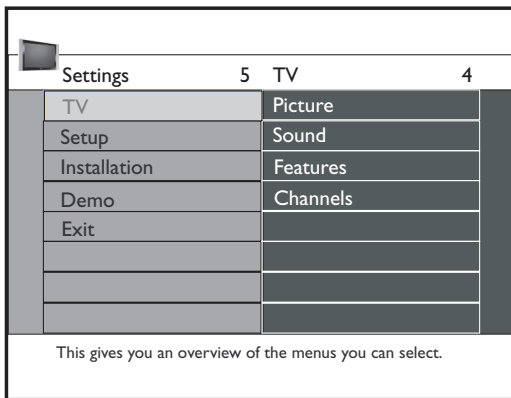 Settings 5 TV 4
TV Picture
Setup Sound
Installation Features
Demo Channels
Exit
This gives you an overview of the menus you can select.